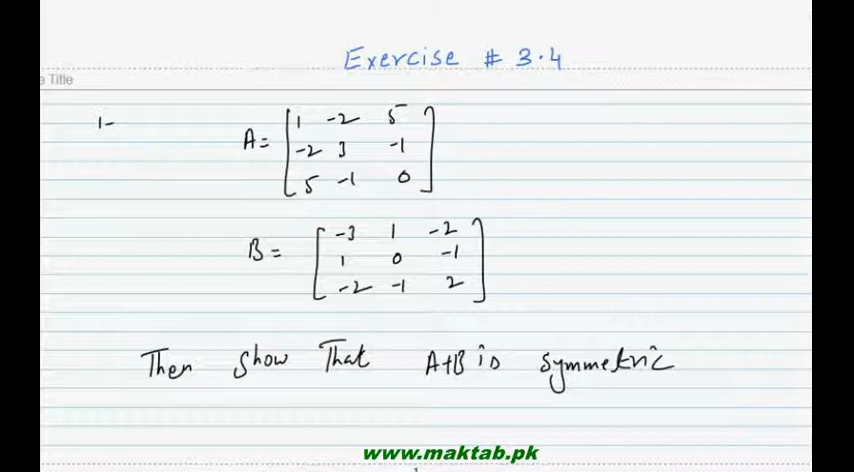 Exercise # 3.4
e Title
1-
A = [ 1 -2 5
-2 3 -1
5 -1 0 ]
B = [ -3 1 -2
1 0 -1
-2 -1 2 ]
Then show That A+B is symmetric
www.maktab.pk